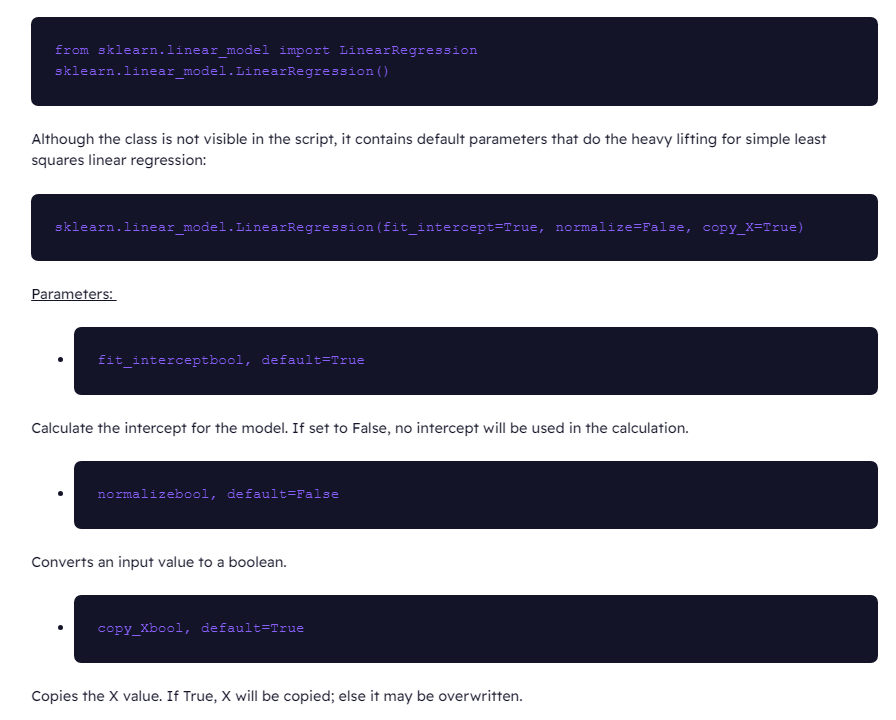 from sklearn.linear_model import LinearRegression
sklearn.linear_model.LinearRegression()
Although the class is not visible in the script, it contains default parameters that do the heavy lifting for simple least
squares linear regression:
sklearn.linear_model.LinearRegression(fit_intercept=True, normalize=False, copy_X=True)
Parameters:
fit_interceptbool, default=True
Calculate the intercept for the model. If set to False, no intercept will be used in the calculation.
normalizebool, default=False
Converts an input value to a boolean.
copy_Xbool, default=True
Copies the X value. If True, X will be copied; else it may be overwritten.